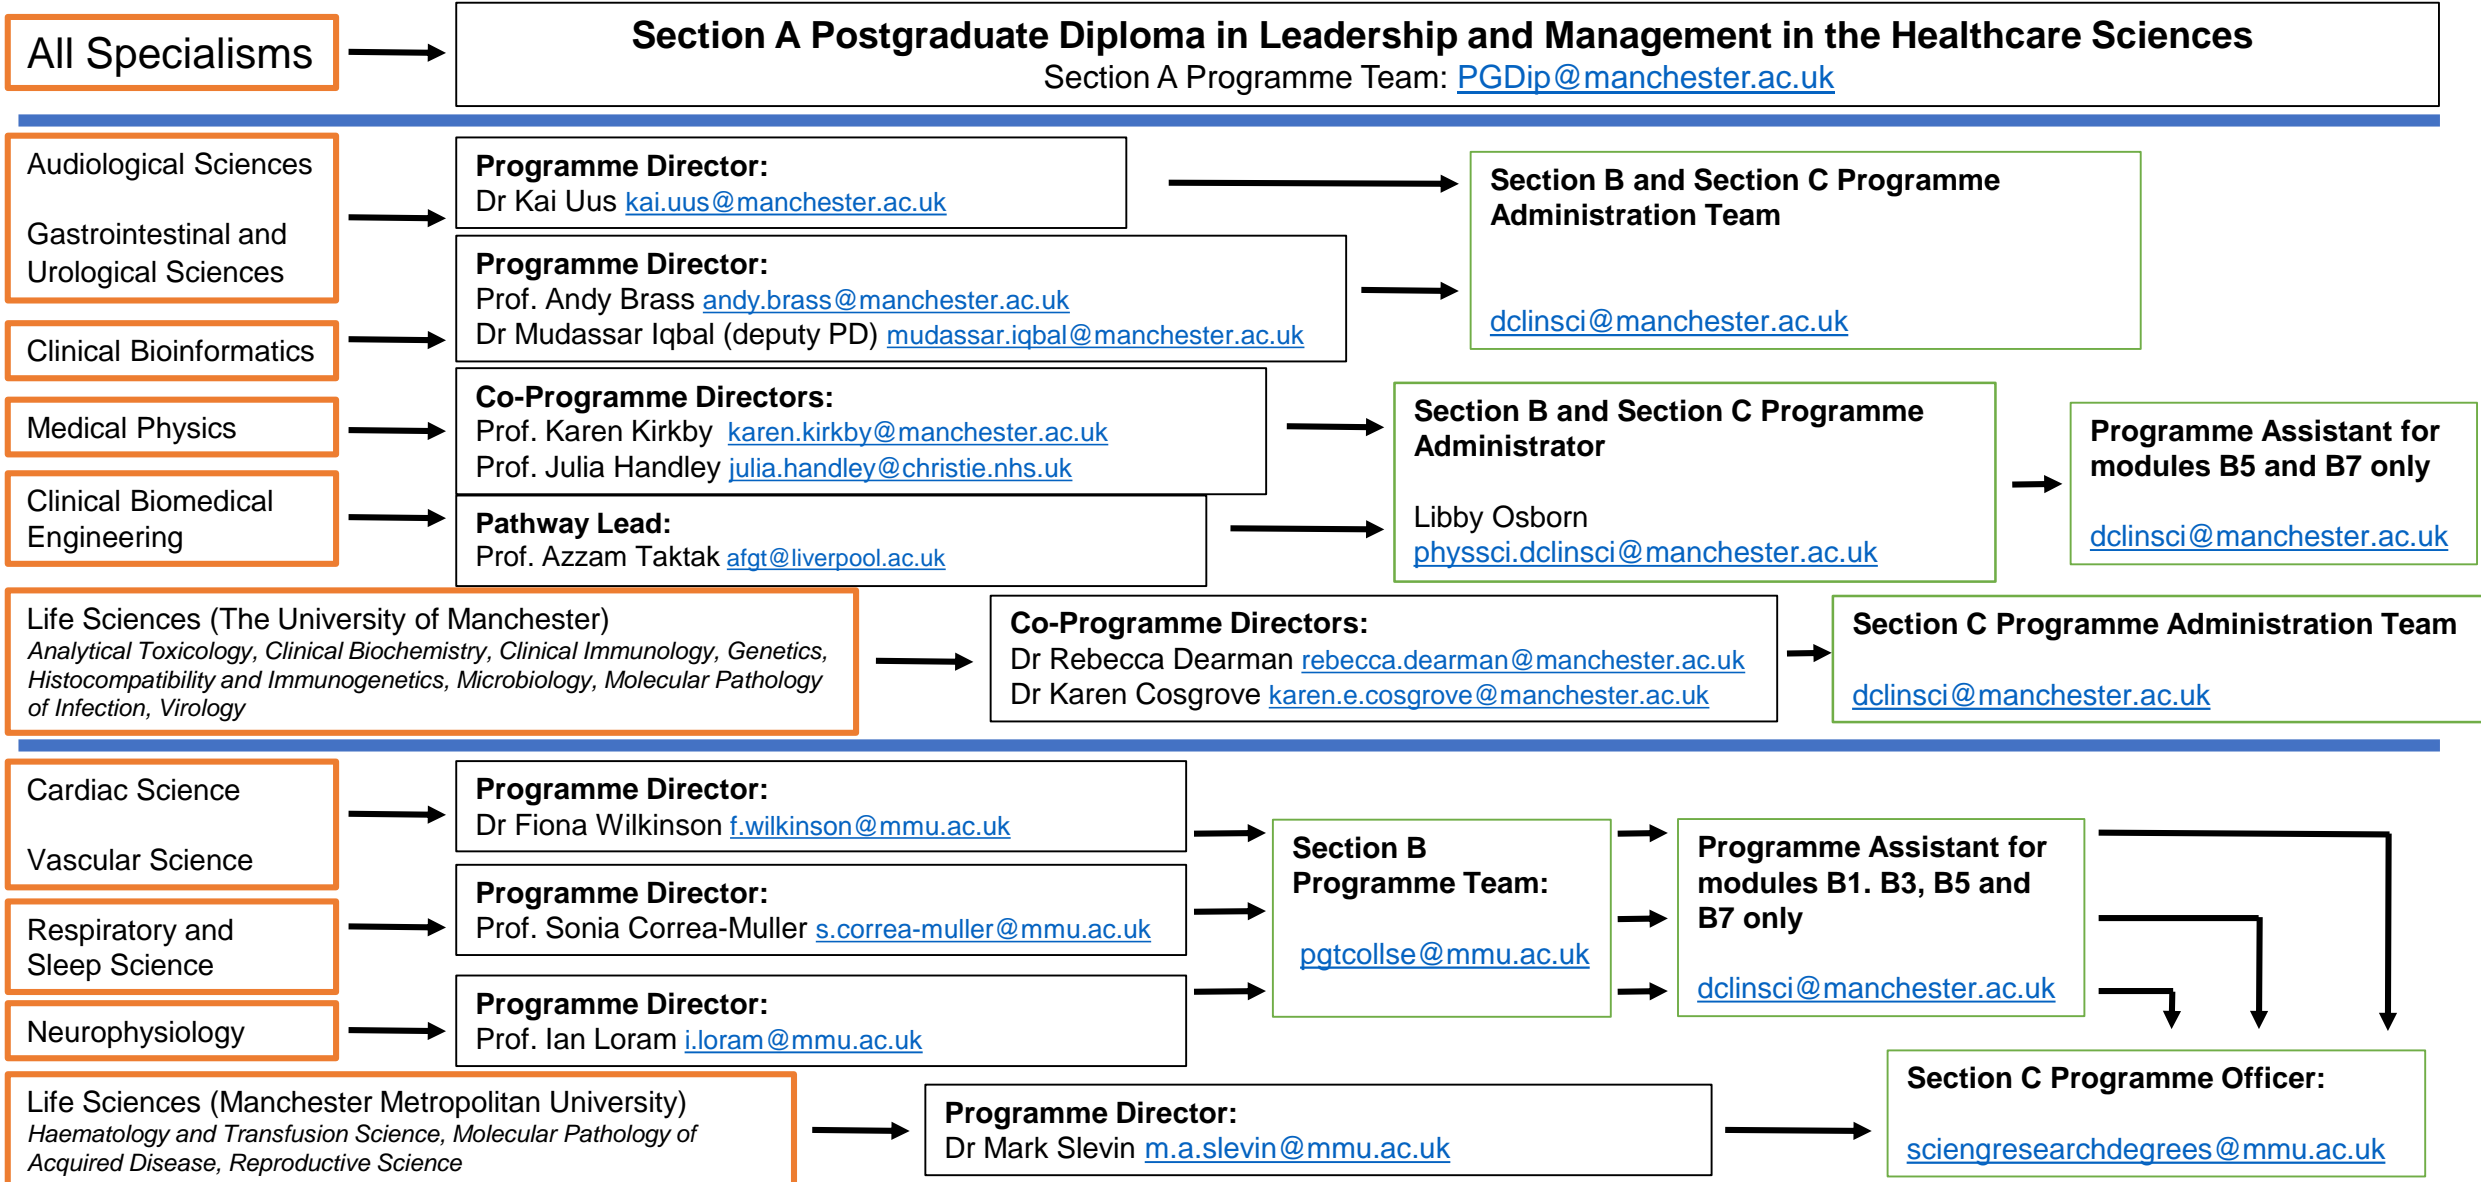 All Specialisms
Section A Postgraduate Diploma in Leadership and Management in the Healthcare Sciences
Section A Programme Team: PGDip@manchester.ac.uk
Audiological Sciences
Gastrointestinal and
Urological Sciences
Programme Director:
Dr Kai Uus kai.uus@manchester.ac.uk
Section B and Section C Programme
Administration Team
dclinsci@manchester.ac.uk
Clinical Bioinformatics
Programme Director:
Prof. Andy Brass andy.brass@manchester.ac.uk
Dr Mudassar Iqbal (deputy PD) mudassar.iqbal@manchester.ac.uk
Medical Physics
Co-Programme Directors:
Prof. Karen Kirkby karen.kirkby@manchester.ac.uk
Prof. Julia Handley julia.handley@christie.nhs.uk
Section B and Section C Programme
Administrator
Libby Osborn
physsci.dclinsci@manchester.ac.uk
Programme Assistant for
modules B5 and B7 only
dclinsci@manchester.ac.uk
Clinical Biomedical
Engineering
Pathway Lead:
Prof. Azzam Taktak afgt@liverpool.ac.uk
Life Sciences (The University of Manchester)
Analytical Toxicology, Clinical Biochemistry, Clinical Immunology, Genetics,
Histocompatibility and Immunogenetics, Microbiology, Molecular Pathology
of Infection, Virology
Co-Programme Directors:
Dr Rebecca Dearman rebecca.dearman@manchester.ac.uk
Dr Karen Cosgrove karen.e.cosgrove@manchester.ac.uk
Section C Programme Administration Team
dclinsci@manchester.ac.uk
Cardiac Science
Vascular Science
Programme Director:
Dr Fiona Wilkinson f.wilkinson@mmu.ac.uk
Respiratory and
Sleep Science
Programme Director:
Prof. Sonia Correa-Muller s.correa-muller@mmu.ac.uk
Neurophysiology
Programme Director:
Prof. Ian Loram i.loram@mmu.ac.uk
Section B
Programme Team:
pgtcollse@mmu.ac.uk
Programme Assistant for
modules B1. B3, B5 and
B7 only
dclinsci@manchester.ac.uk
Life Sciences (Manchester Metropolitan University)
Haematology and Transfusion Science, Molecular Pathology of
Acquired Disease, Reproductive Science
Programme Director:
Dr Mark Slevin m.a.slevin@mmu.ac.uk
Section C Programme Officer:
sciengresearchdegrees@mmu.ac.uk